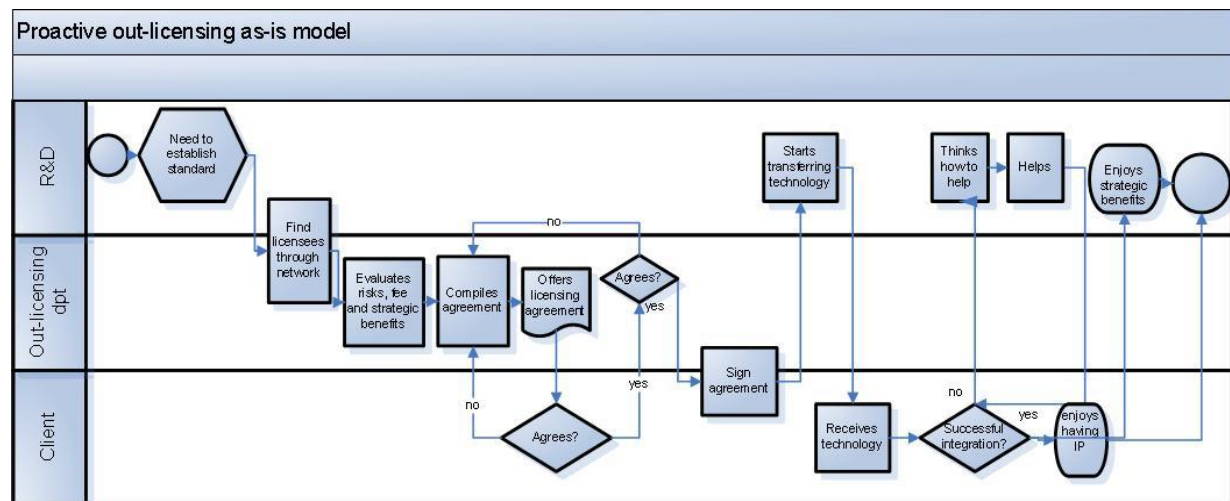 Proactive out-licensing as-is model
R&D
Need to
establish
standard
Find
licensees
through
network
Starts
transferring
technology
Thinks
how to
help
Helps
Enjoys
strategic
benefits
no
Out-licensing
dpt
Evaluates
risks, fee
and strategic
benefits
Compiles
agreement
Offers
licensing
agreement
Agrees?
yes
Sign
agreement
Client
no
Agrees?
yes
Receives
technology
no
Successful
integration?
yes
enjoys
having
IP